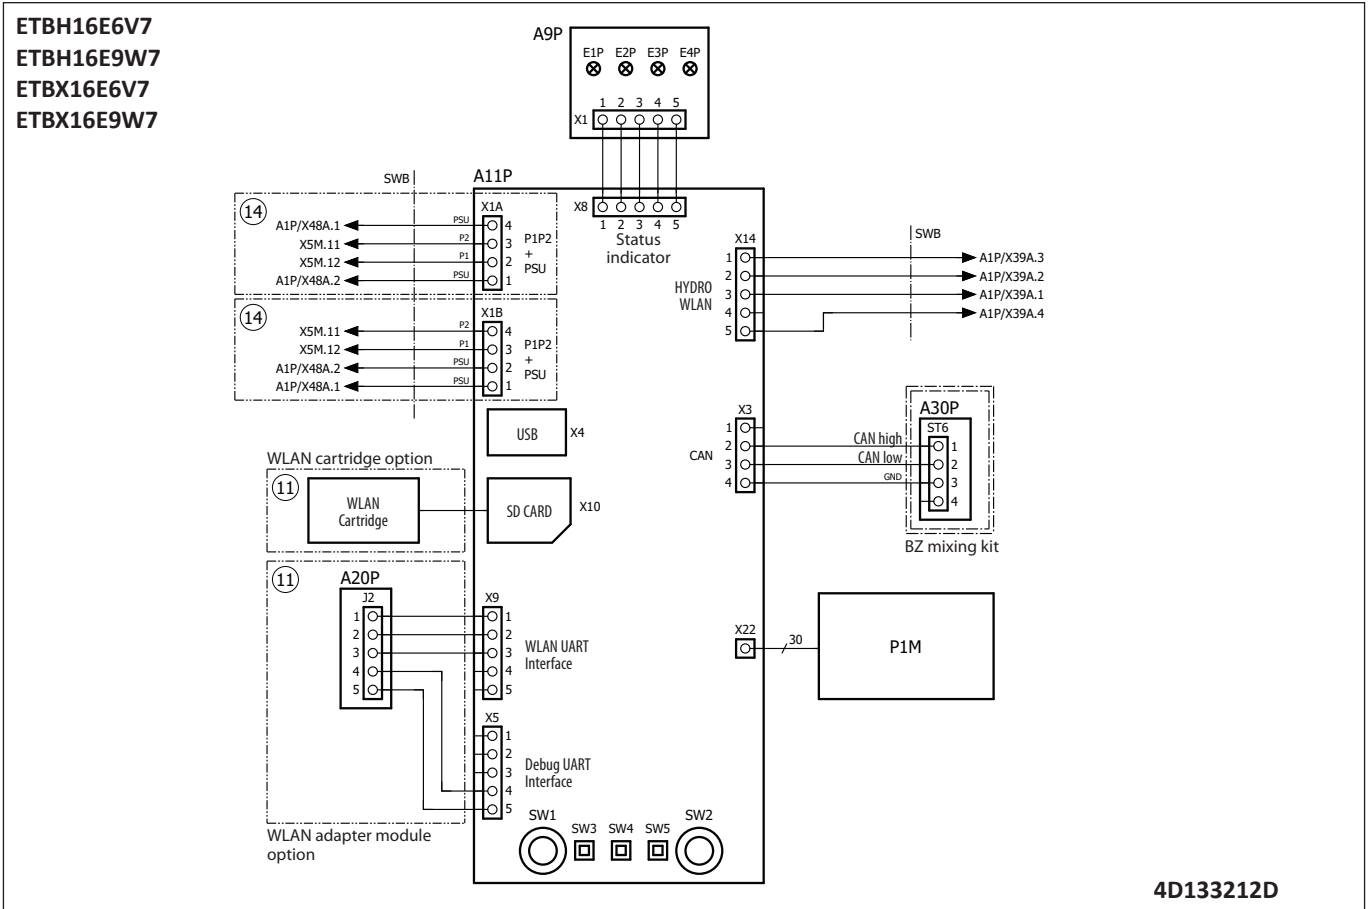 ETBH16E6V7
ETBH16E9W7
ETBX16E6V7
ETBX16E9W7
A9P
E1P E2P E3P E4P
1 2 3 4 5
X1
SWB
A11P
14
X1A
A1P/X48A.1 PSU 4
X5M.11 P2 3
X5M.12 P1 2
A1P/X48A.2 PSU 1
P1P2
+
PSU
14
X1B
X5M.11 P2 4
X5M.12 P1 3
A1P/X48A.2 PSU 2
A1P/X48A.1 PSU 1
P1P2
+
PSU
X8
1 2 3 4 5
Status
indicator
X14
SWB
1 A1P/X39A.3
2 A1P/X39A.2
3 A1P/X39A.1
4 A1P/X39A.4
5
HYDRO
WLAN
USB X4
X3
1
2
3
4
CAN
CAN high
CAN low
GND
A30P
ST6
1
2
3
4
BZ mixing kit
WLAN cartridge option
11
WLAN
Cartridge
SD CARD X10
11
A20P
J2
1
2
3
4
5
X9
1
2
3
4
5
WLAN UART
Interface
X22
30
P1M
X5
1
2
3
4
5
Debug UART
Interface
WLAN adapter module
option
SW1 SW3 SW4 SW5 SW2
4D133212D